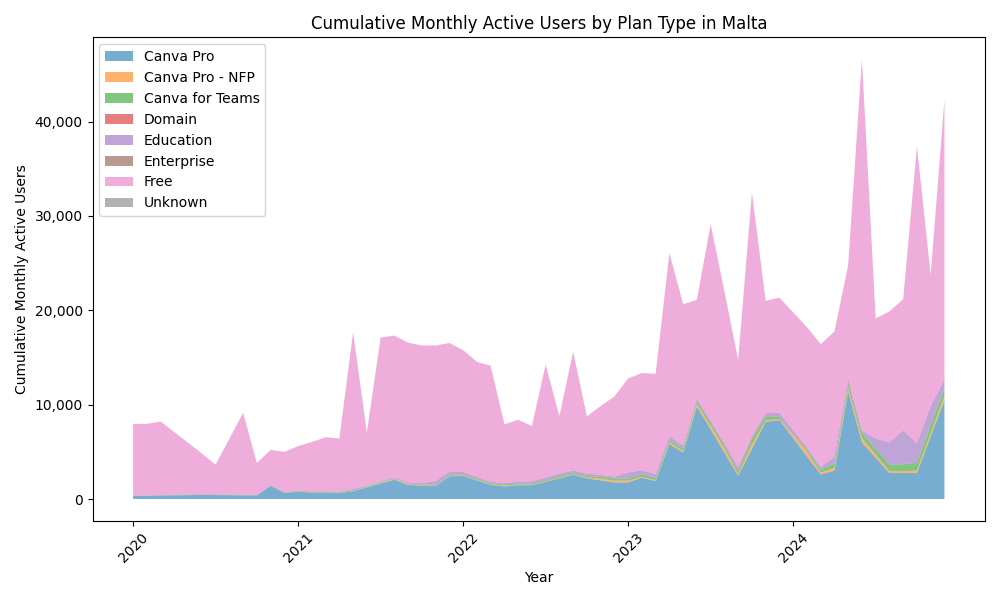 Cumulative Monthly Active Users by Plan Type in Malta
Canva Pro
Canva Pro - NFP
Canva for Teams
Domain
Education
Enterprise
Free
Unknown
Cumulative Monthly Active Users
40,000
30,000
20,000
10,000
0
2020
2021
2022
2023
2024
Year